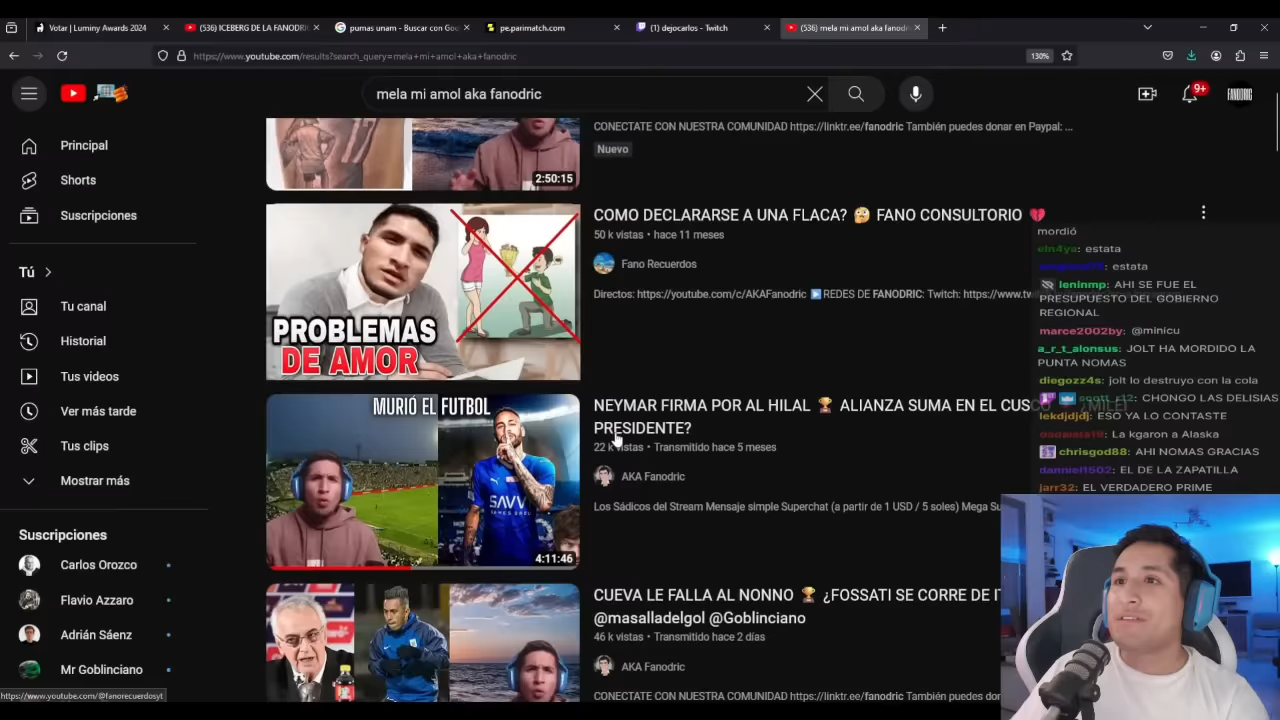 Votar | Luminy Awards 2024
(536) ICEBERG DE LA FANODRI
pumas unam - Buscar con Goo
pe.parimatch.com
(1) dejocarlos - Twitch
(536) mela mi amol aka fanodri
https://www.youtube.com/results?search_query=mela+mi+amol+aka+fanodric
130%
mela mi amol aka fanodric
9+
FANODRIC
Principal
Shorts
Suscripciones
Tú
Tu canal
Historial
Tus videos
Ver más tarde
Tus clips
Mostrar más
Suscripciones
Carlos Orozco
Flavio Azzaro
Adrián Sáenz
Mr Goblinciano
https://www.youtube.com/@fanorecuerdosyt
2:50:15
CONECTATE CON NUESTRA COMUNIDAD https://linktr.ee/fanodric También puedes donar en Paypal: ...
Nuevo
PROBLEMAS
DE AMOR
COMO DECLARARSE A UNA FLACA? 🤔 FANO CONSULTORIO 💔
50 k vistas • hace 11 meses
Fano Recuerdos
Directos: https://youtube.com/c/AKAFanodric ▶️REDES DE FANODRIC: Twitch: https://www.tw
MURIÓ EL FUTBOL
SAVV
4:11:46
NEYMAR FIRMA POR AL HILAL 🏆 ALIANZA SUMA EN EL CUSCO ¿MILEI
PRESIDENTE?
22 k vistas • Transmitido hace 5 meses
AKA Fanodric
Los Sádicos del Stream Mensaje simple Superchat (a partir de 1 USD / 5 soles) Mega Su
CUEVA LE FALLA AL NONNO 🏆 ¿FOSSATI SE CORRE DE IT
@masalladelgol @Goblinciano
46 k vistas • Transmitido hace 2 días
AKA Fanodric
CONECTATE CON NUESTRA COMUNIDAD https://linktr.ee/fanodric También puedes don
mordió
eln4ya: estata
estata
leninmp: AHI SE FUE EL
PRESUPUESTO DEL GOBIERNO
REGIONAL
marce2002by: @minicu
a_r_t_alonsus: JOLT HA MORDIDO LA
PUNTA NOMAS
diegozz4s: jolt lo destruyo con la cola
scott_r12: CHONGO LAS DELISIAS
lekdjdjdj: ESO YA LO CONTASTE
La kgaron a Alaska
chrisgod88: AHI NOMAS GRACIAS
danniel1502: EL DE LA ZAPATILLA
jarr32: EL VERDADERO PRIME